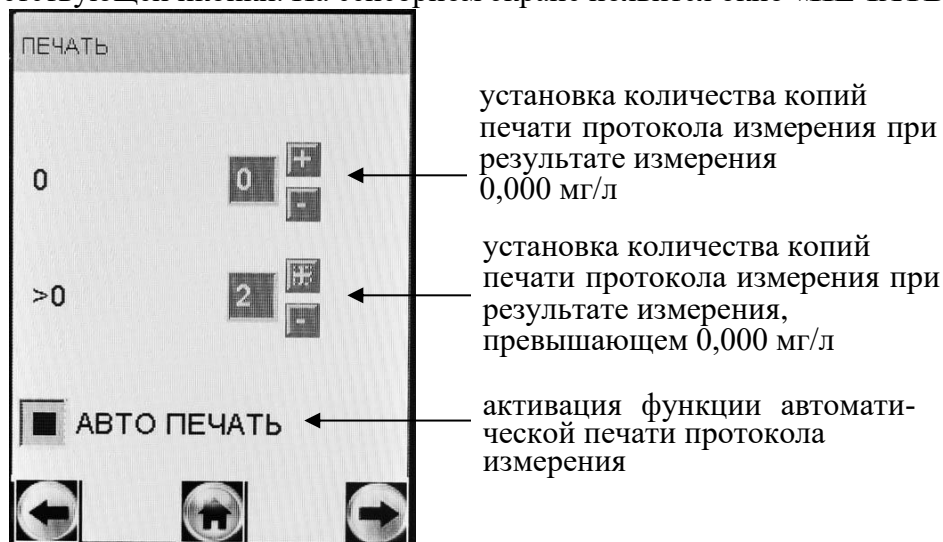 ПЕЧАТЬ
0
0
+
-
установка количества копий
печати протокола измерения при
результате измерения
0,000 мг/л
>0
2
+
-
установка количества копий
печати протокола измерения при
результате измерения,
превышающем 0,000 мг/л
АВТО ПЕЧАТЬ
активация функции автомати-
ческой печати протокола
измерения